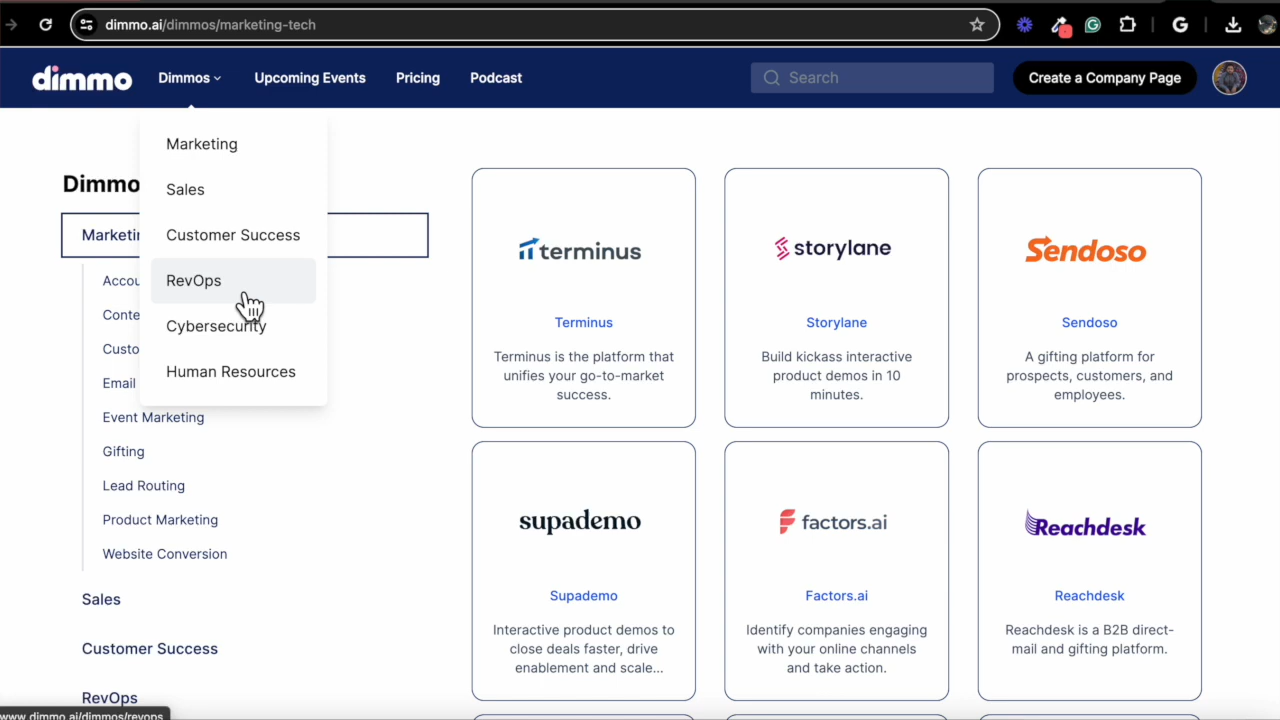 dimmo.ai/dimmos/marketing-tech
dimmo
Dimmos
Upcoming Events
Pricing
Podcast
Search
Create a Company Page
Marketing
Sales
Customer Success
RevOps
Cybersecurity
Human Resources
Dimmo
Marketin
Accou
Conte
Custo
Email
Event Marketing
Gifting
Lead Routing
Product Marketing
Website Conversion
Sales
Customer Success
RevOps
www.dimmo.ai/dimmos/revops
terminus
Terminus
Terminus is the platform that
unifies your go-to-market
success.
storylane
Storylane
Build kickass interactive
product demos in 10
minutes.
Sendoso
Sendoso
A gifting platform for
prospects, customers, and
employees.
supademo
Supademo
Interactive product demos to
close deals faster, drive
enablement and scale...
factors.ai
Factors.ai
Identify companies engaging
with your online channels
and take action.
Reachdesk
Reachdesk
Reachdesk is a B2B direct-
mail and gifting platform.